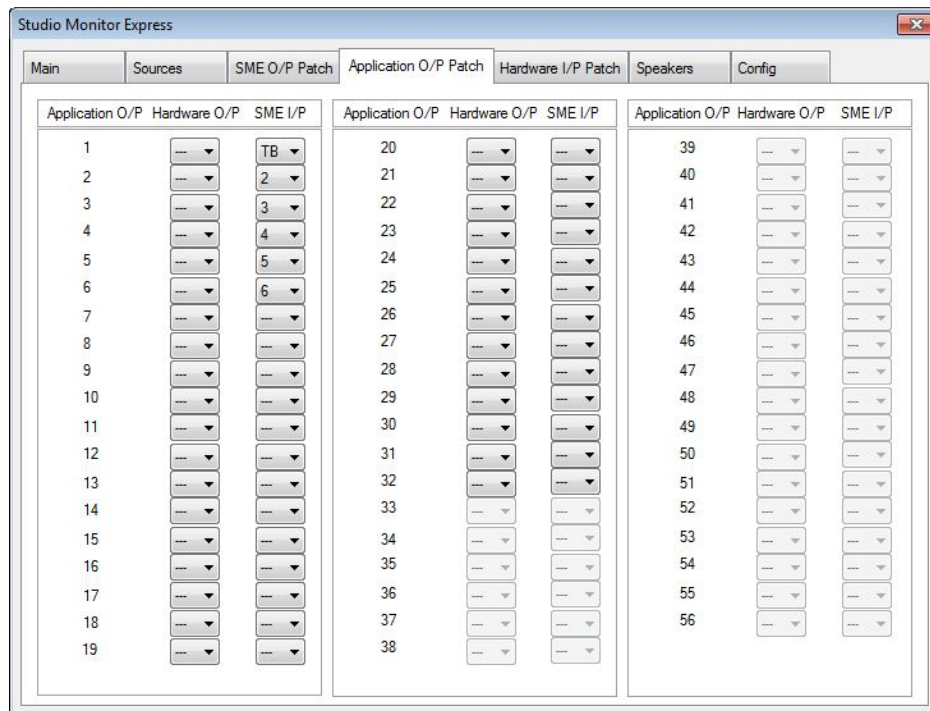 Studio Monitor Express
Main Sources SME O/P Patch Application O/P Patch Hardware I/P Patch Speakers Config
Application O/P Hardware O/P SME I/P
1 --- TB
2 --- 2
3 --- 3
4 --- 4
5 --- 5
6 --- 6
7 --- ---
8 --- ---
9 --- ---
10 --- ---
11 --- ---
12 --- ---
13 --- ---
14 --- ---
15 --- ---
16 --- ---
17 --- ---
18 --- ---
19 --- ---
Application O/P Hardware O/P SME I/P
20 --- ---
21 --- ---
22 --- ---
23 --- ---
24 --- ---
25 --- ---
26 --- ---
27 --- ---
28 --- ---
29 --- ---
30 --- ---
31 --- ---
32 --- ---
33 --- ---
34 --- ---
35 --- ---
36 --- ---
37 --- ---
38 --- ---
Application O/P Hardware O/P SME I/P
39 --- ---
40 --- ---
41 --- ---
42 --- ---
43 --- ---
44 --- ---
45 --- ---
46 --- ---
47 --- ---
48 --- ---
49 --- ---
50 --- ---
51 --- ---
52 --- ---
53 --- ---
54 --- ---
55 --- ---
56 --- ---